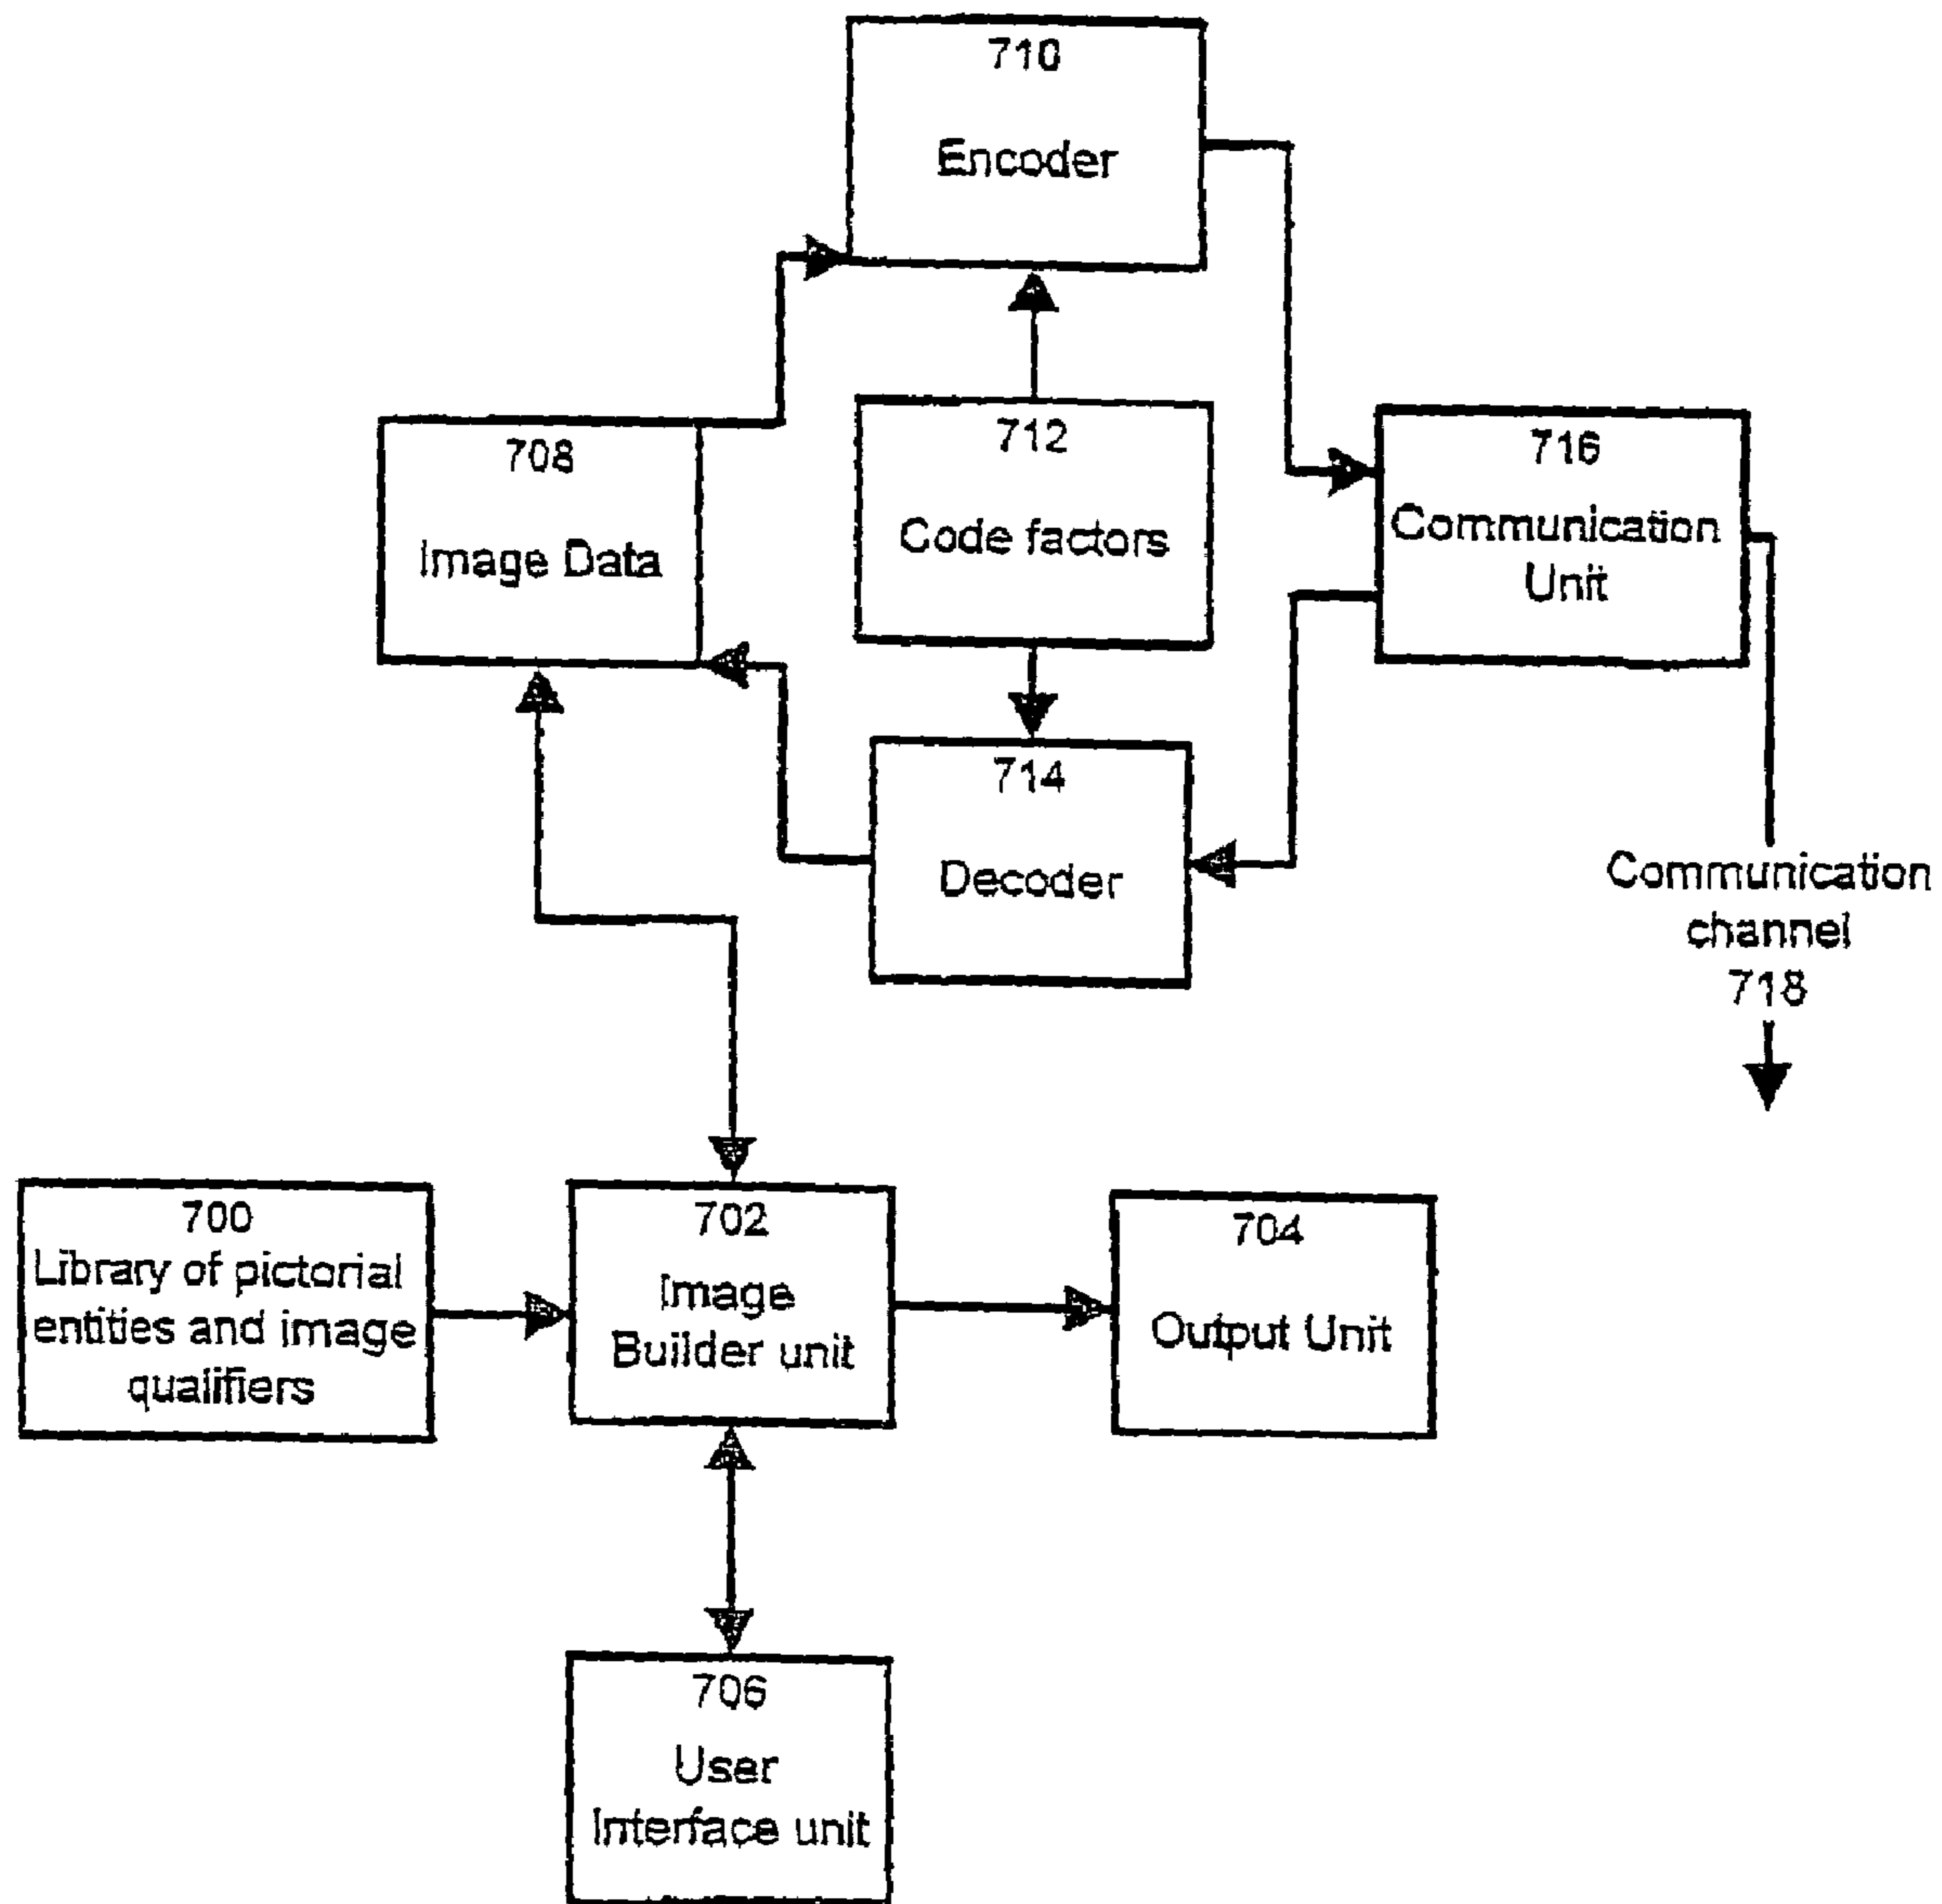 710
Encoder
708
Image Data
712
Code factors
716
Communication
Unit
714
Decoder
Communication
channel
718
700
Library of pictorial
entities and image
qualifiers
702
Image
Builder unit
704
Output Unit
706
User
Interface unit